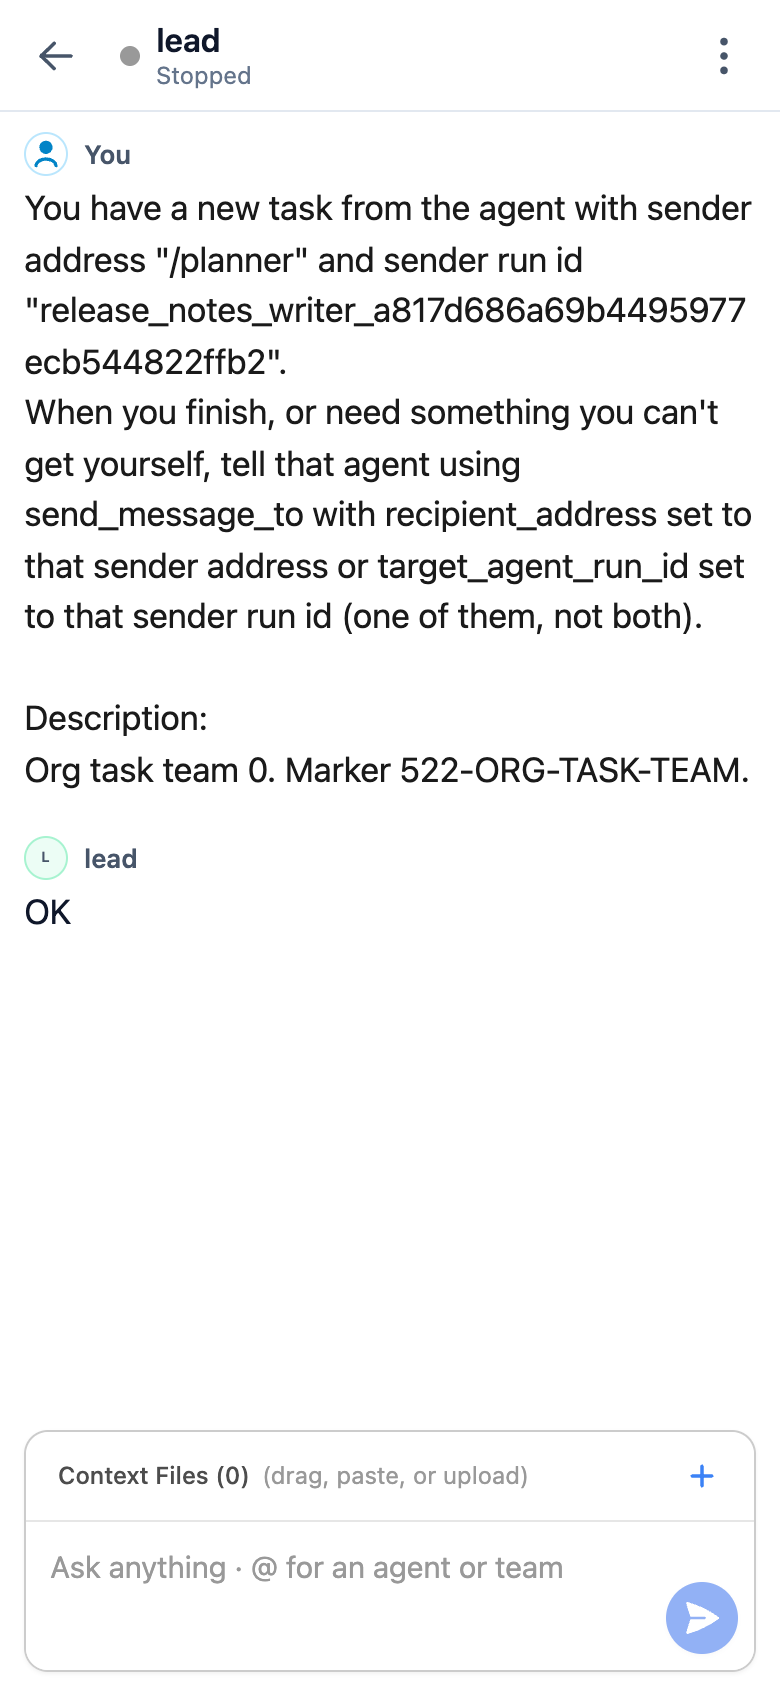 lead
Stopped
You
You have a new task from the agent with sender
address "/planner" and sender run id
"release_notes_writer_a817d686a69b4495977
ecb544822ffb2".
When you finish, or need something you can't
get yourself, tell that agent using
send_message_to with recipient_address set to
that sender address or target_agent_run_id set
to that sender run id (one of them, not both).
Description:
Org task team 0. Marker 522-ORG-TASK-TEAM.
L
lead
OK
Context Files (0) (drag, paste, or upload)
Ask anything · @ for an agent or team